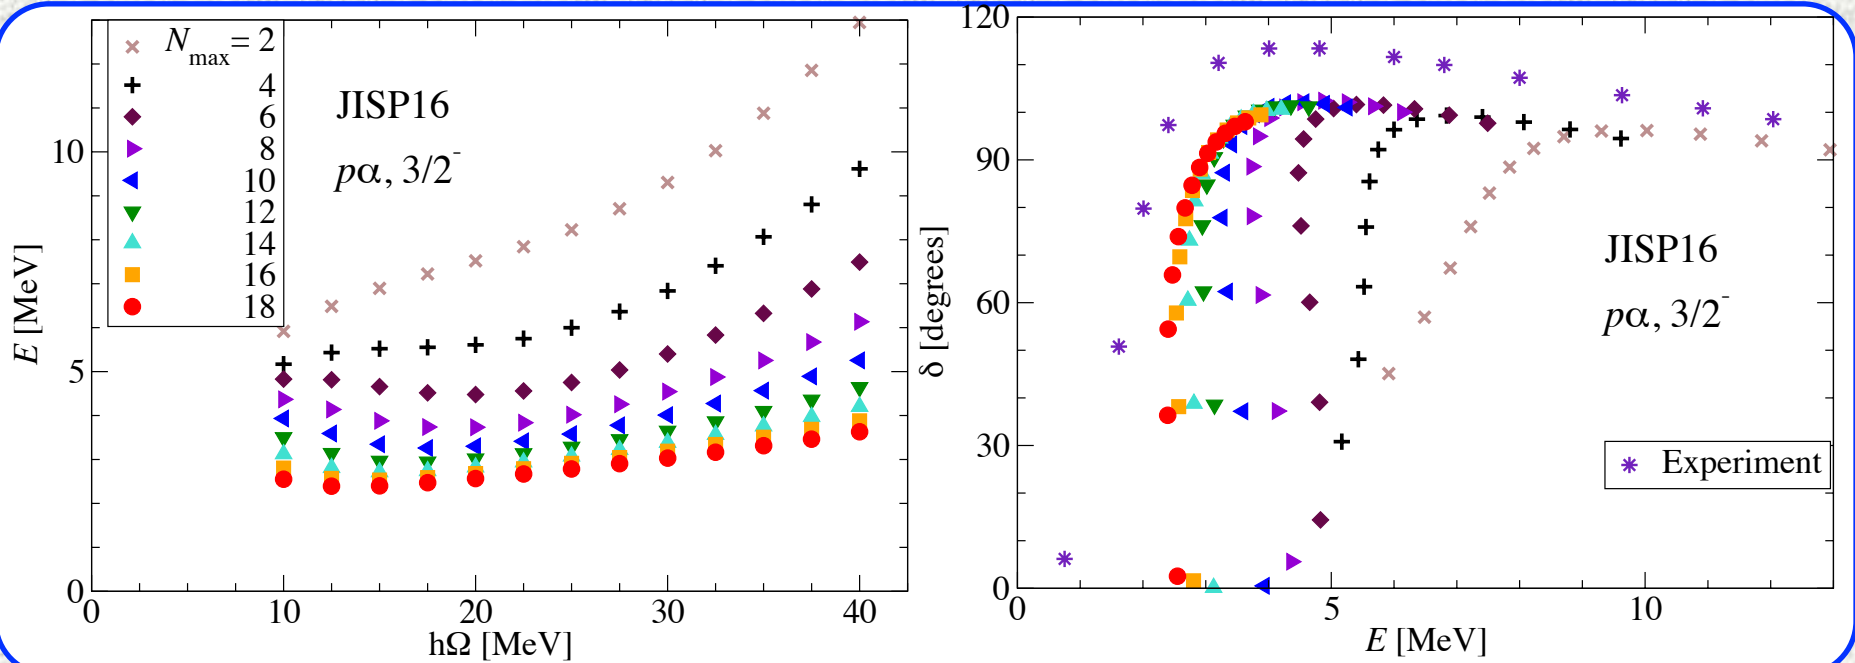 N_max= 2
4
6
8
10
12
14
16
18
JISP16
pα, 3/2⁻
10
5
0
E [MeV]
0 10 20 30 40
hΩ [MeV]
120
90
60
30
0
δ [degrees]
JISP16
pα, 3/2⁻
Experiment
0 5 10
E [MeV]